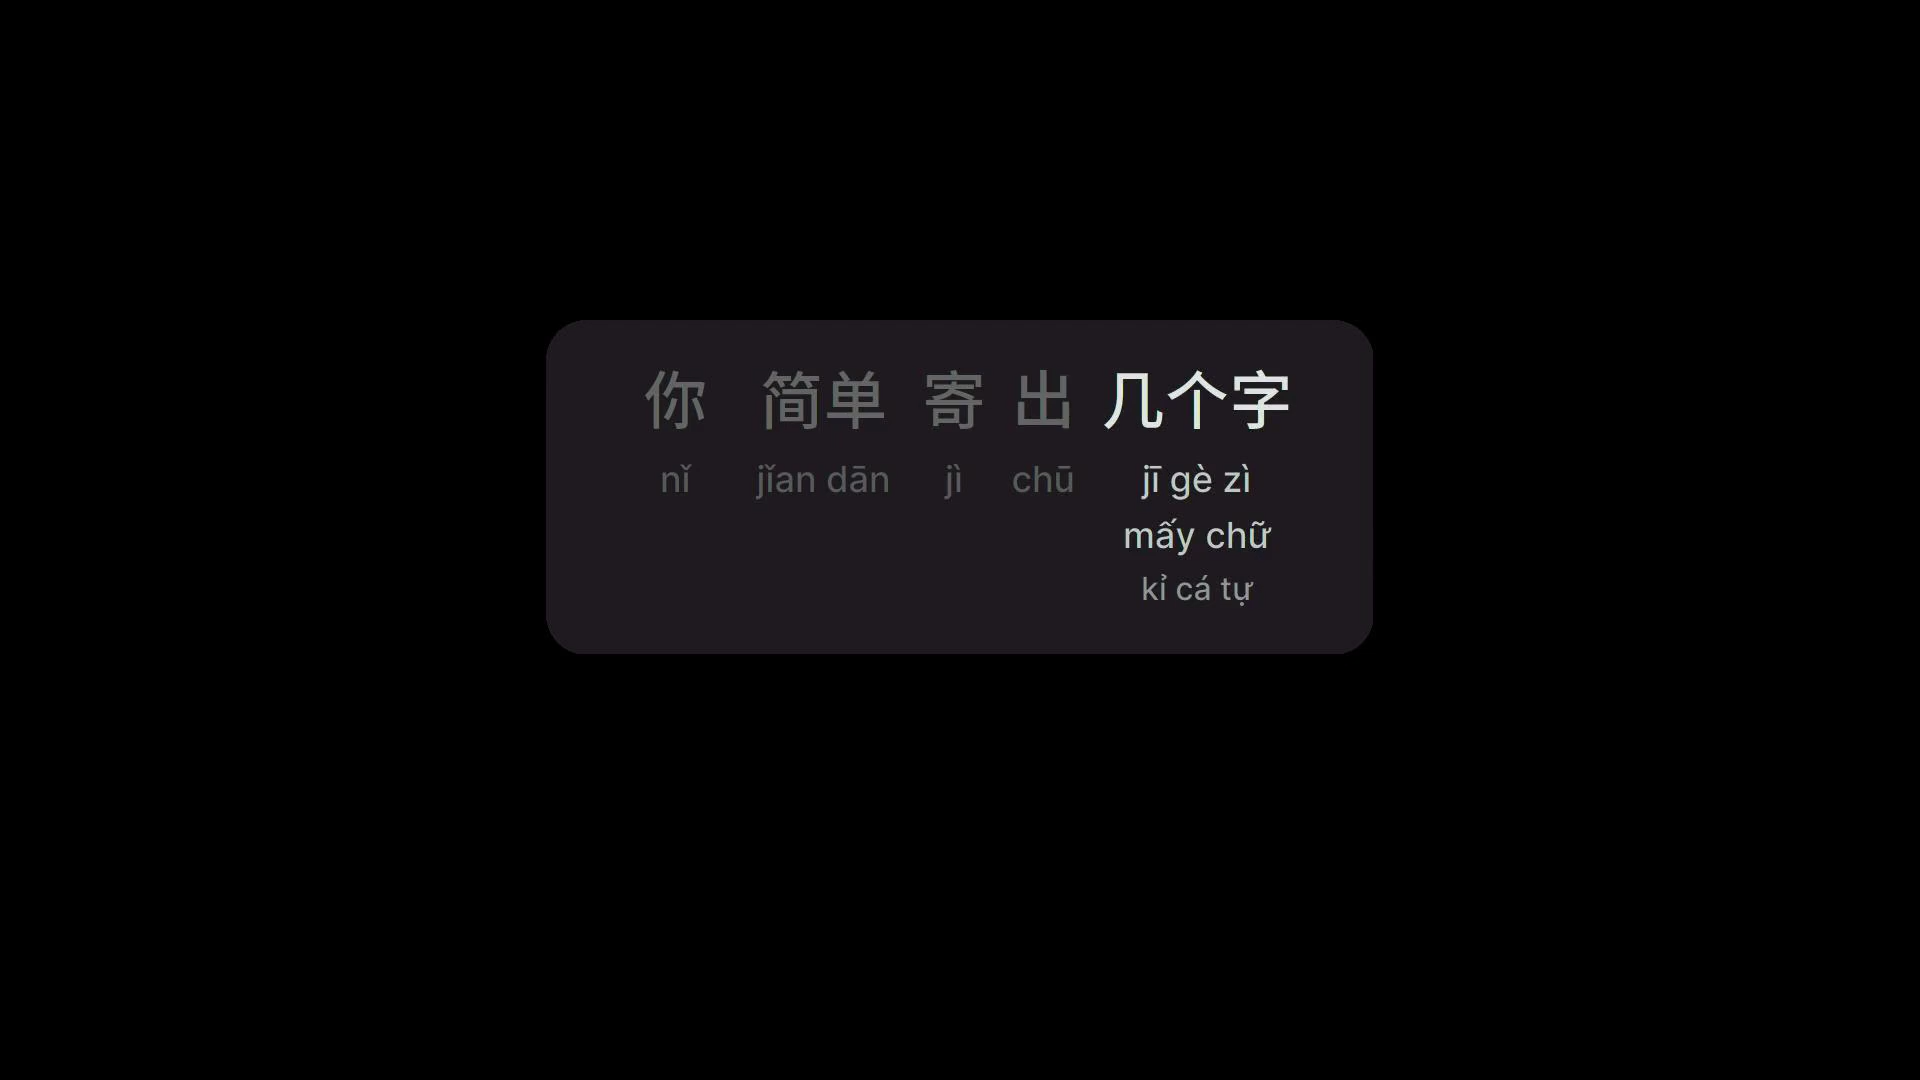 你 简单 寄 出 几个字
nǐ jǐan dān jì chū jī gè zì
mấy chữ
kỉ cá tự